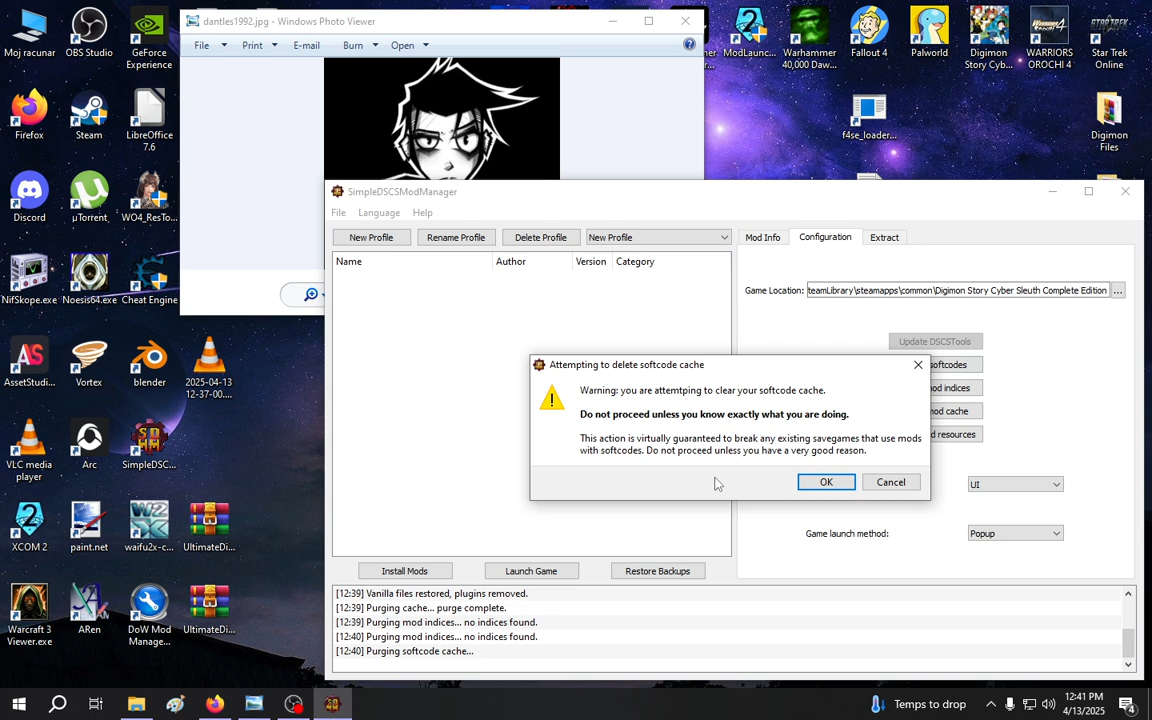 Moj racunar
OBS Studio
GeForce Experience
Firefox
Steam
LibreOffice 7.6
Discord
µTorrent
WO4_ResTo...
NifSkope.exe
Noesis64.exe
Cheat Engine
AssetStudi...
Vortex
blender
2025-04-13 12-37-00....
VLC media player
Arc
SimpleDSC...
XCOM 2
paint.net
waifu2x-c...
UltimateDi...
Warcraft 3 Viewer.exe
ARen
DoW Mod Manage...
UltimateDi...
ModLaunc...
Warhammer 40,000 Daw...
Fallout 4
Palworld
Digimon Story Cyb...
WARRIORS OROCHI 4
Star Trek Online
f4se_loader...
Digimon Files
dantles1992.jpg - Windows Photo Viewer
File Print E-mail Burn Open
SimpleDSCSModManager
File Language Help
New Profile Rename Profile Delete Profile New Profile
Mod Info Configuration Extract
Name Author Version Category
Game Location: teamLibrary\steamapps\common\Digimon Story Cyber Sleuth Complete Edition ...
Update DSCSTools
softcodes
mod indices
mod cache
d resources
UI
Game launch method: Popup
Attempting to delete softcode cache
Warning: you are attemtping to clear your softcode cache.
Do not proceed unless you know exactly what you are doing.
This action is virtually guaranteed to break any existing savegames that use mods
with softcodes. Do not proceed unless you have a very good reason.
OK Cancel
Install Mods Launch Game Restore Backups
[12:39] Vanilla files restored, plugins removed.
[12:39] Purging cache... purge complete.
[12:39] Purging mod indices... no indices found.
[12:40] Purging mod indices... no indices found.
[12:40] Purging softcode cache...
Temps to drop
12:41 PM
4/13/2025
4